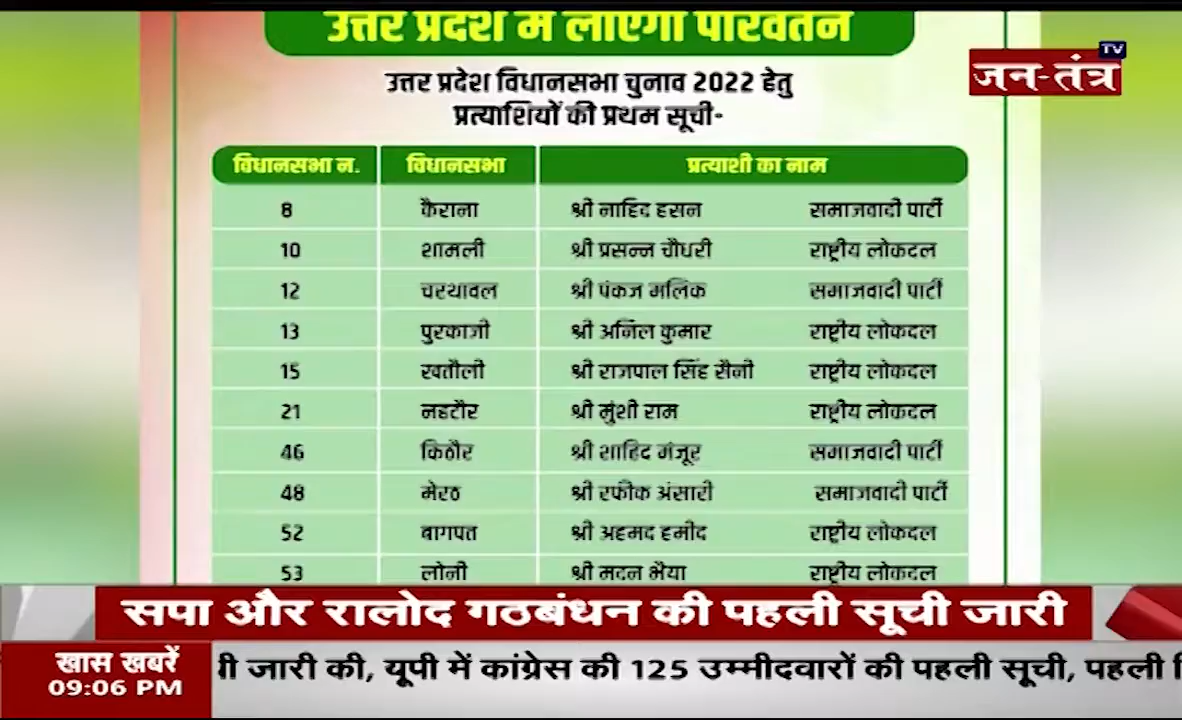 उत्तर प्रदेश में लाएगा परिवर्तन
जन-तंत्र TV
उत्तर प्रदेश विधानसभा चुनाव 2022 हेतु
प्रत्याशियों की प्रथम सूची-
विधानसभा न. विधानसभा प्रत्याशी का नाम
8 कैराना श्री नाहिद हसन समाजवादी पार्टी
10 शामली श्री प्रसन्न चौधरी राष्ट्रीय लोकदल
12 चरथावल श्री पंकज मलिक समाजवादी पार्टी
13 पुरकाजी श्री अनिल कुमार राष्ट्रीय लोकदल
15 खतौली श्री राजपाल सिंह सैनी राष्ट्रीय लोकदल
21 नहटौर श्री मुंशी राम राष्ट्रीय लोकदल
46 किठौर श्री शाहिद मंजूर समाजवादी पार्टी
48 मेरठ श्री रफीक अंसारी समाजवादी पार्टी
52 बागपत श्री अहमद हमीद राष्ट्रीय लोकदल
53 लोनी श्री मदन भैया राष्ट्रीय लोकदल
सपा और रालोद गठबंधन की पहली सूची जारी
खास खबरें
09:06 PM
जारी की, यूपी में कांग्रेस की 125 उम्मीदवारों की पहली सूची, पहली